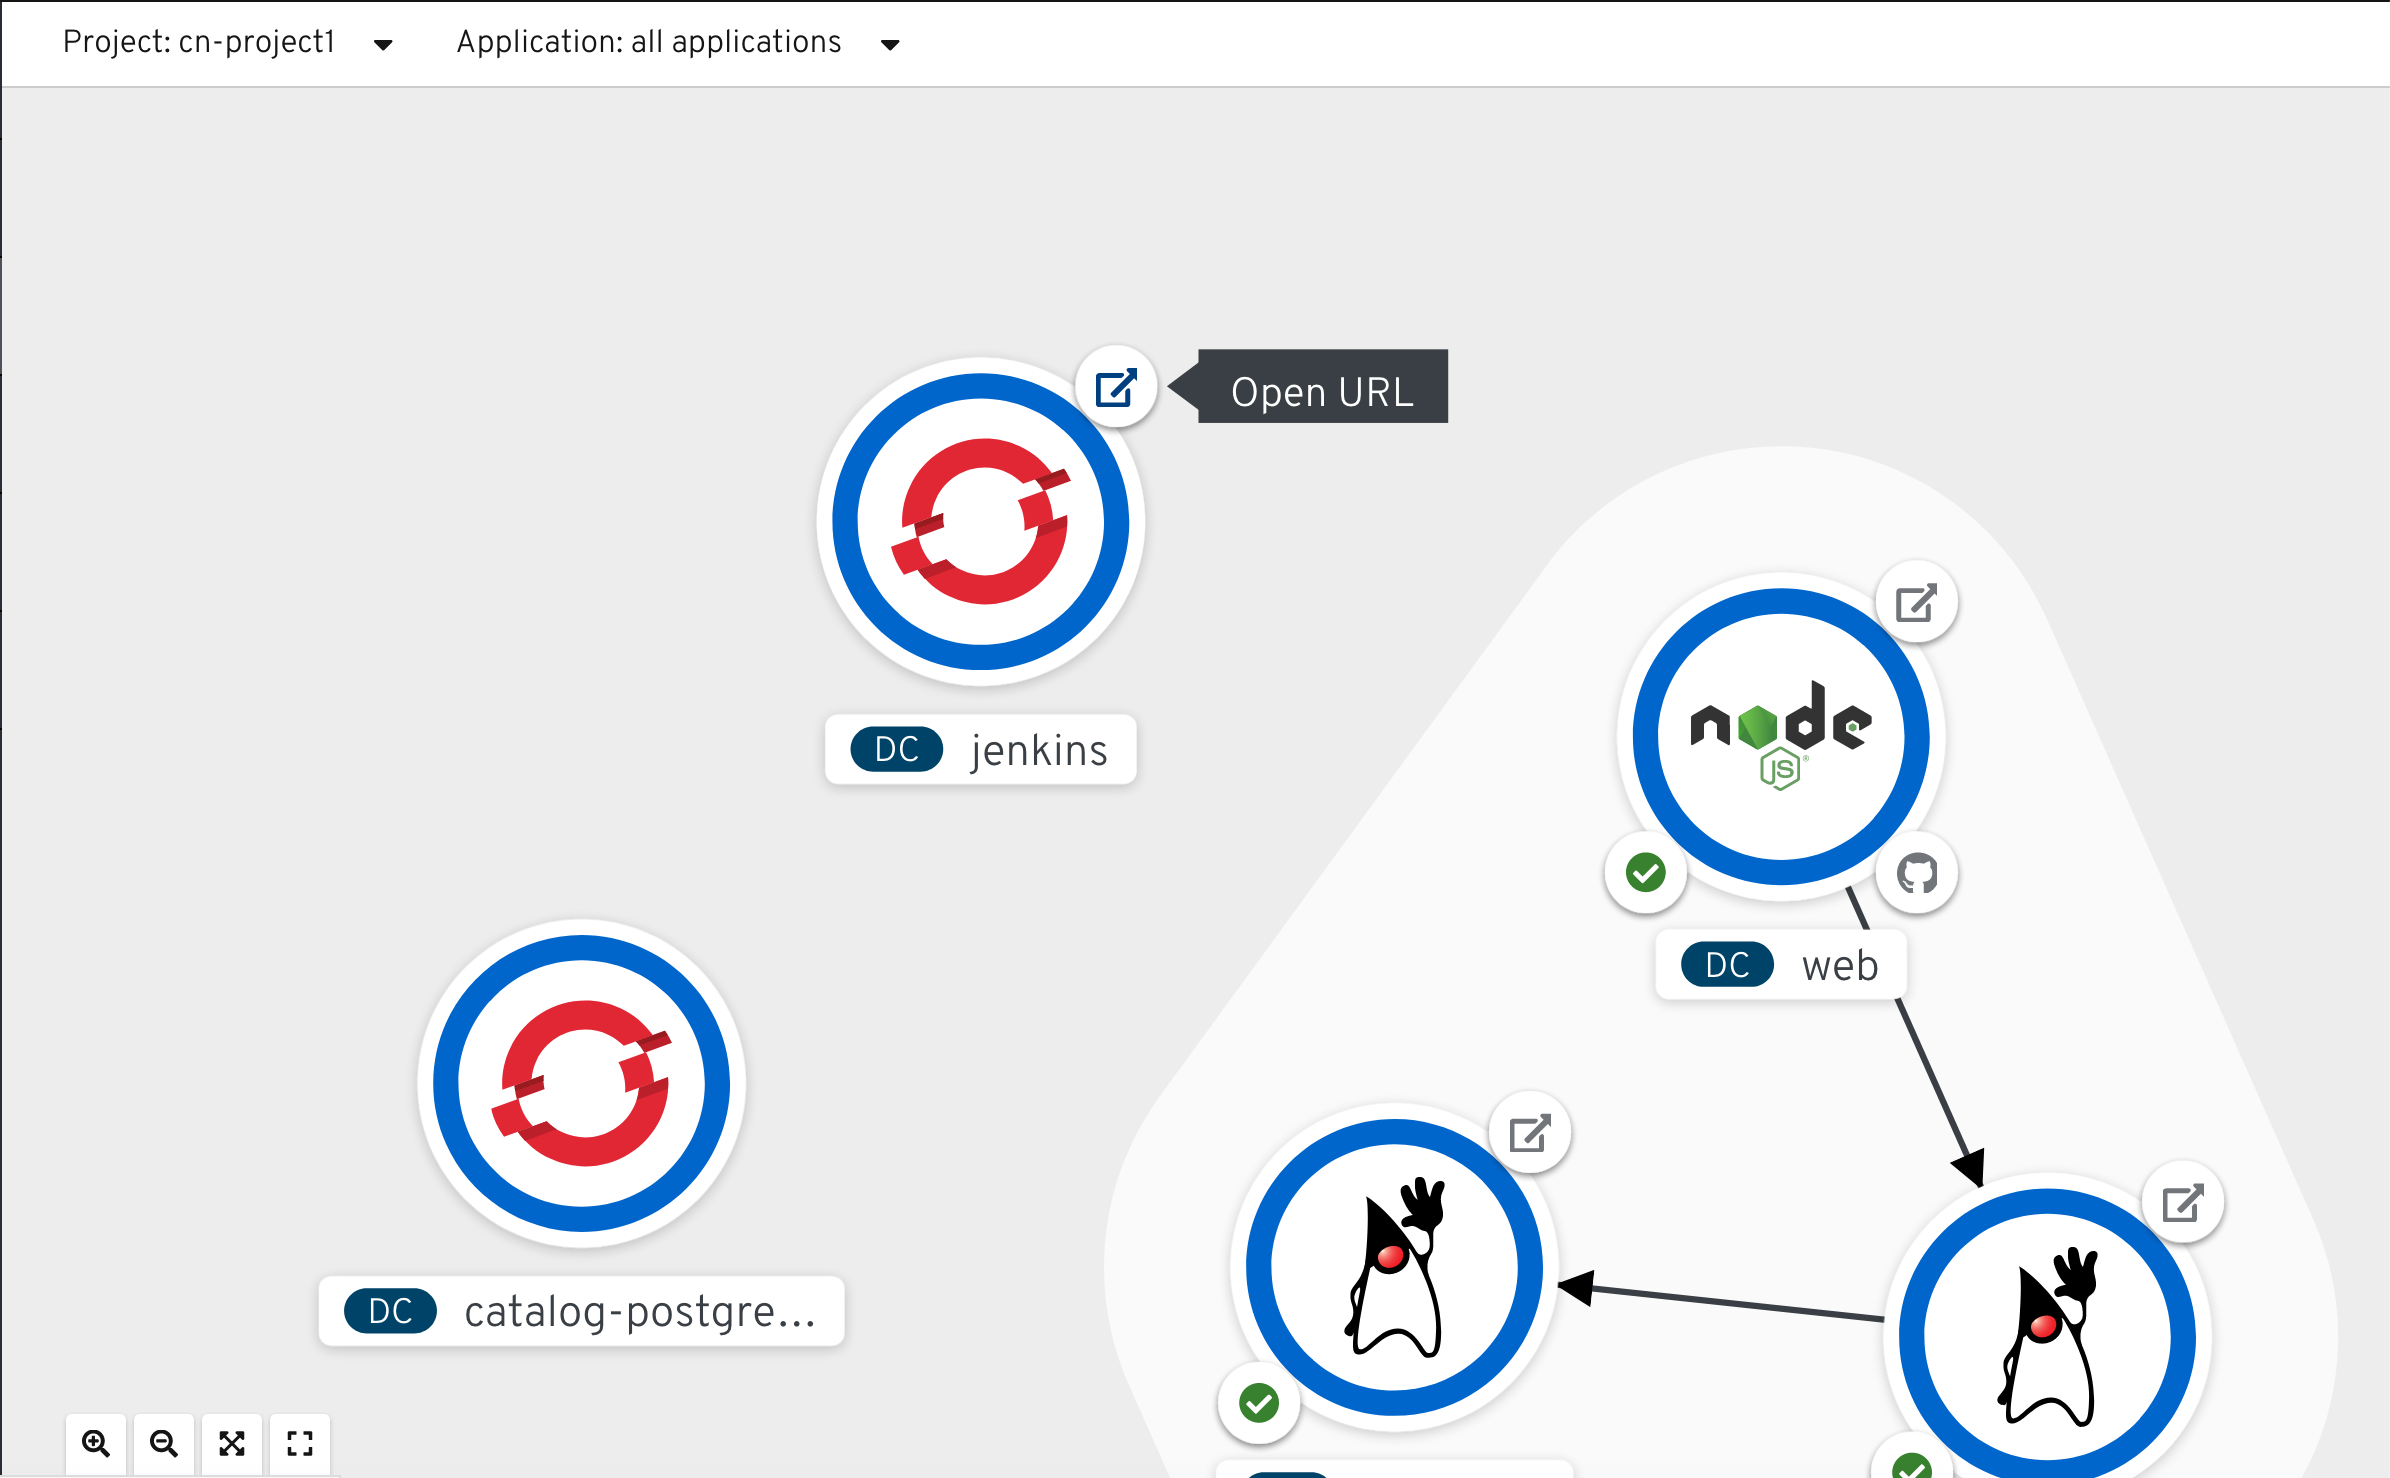 Project: cn-project1
Application: all applications
Open URL
DC jenkins
node
JS
DC web
DC catalog-postgre...